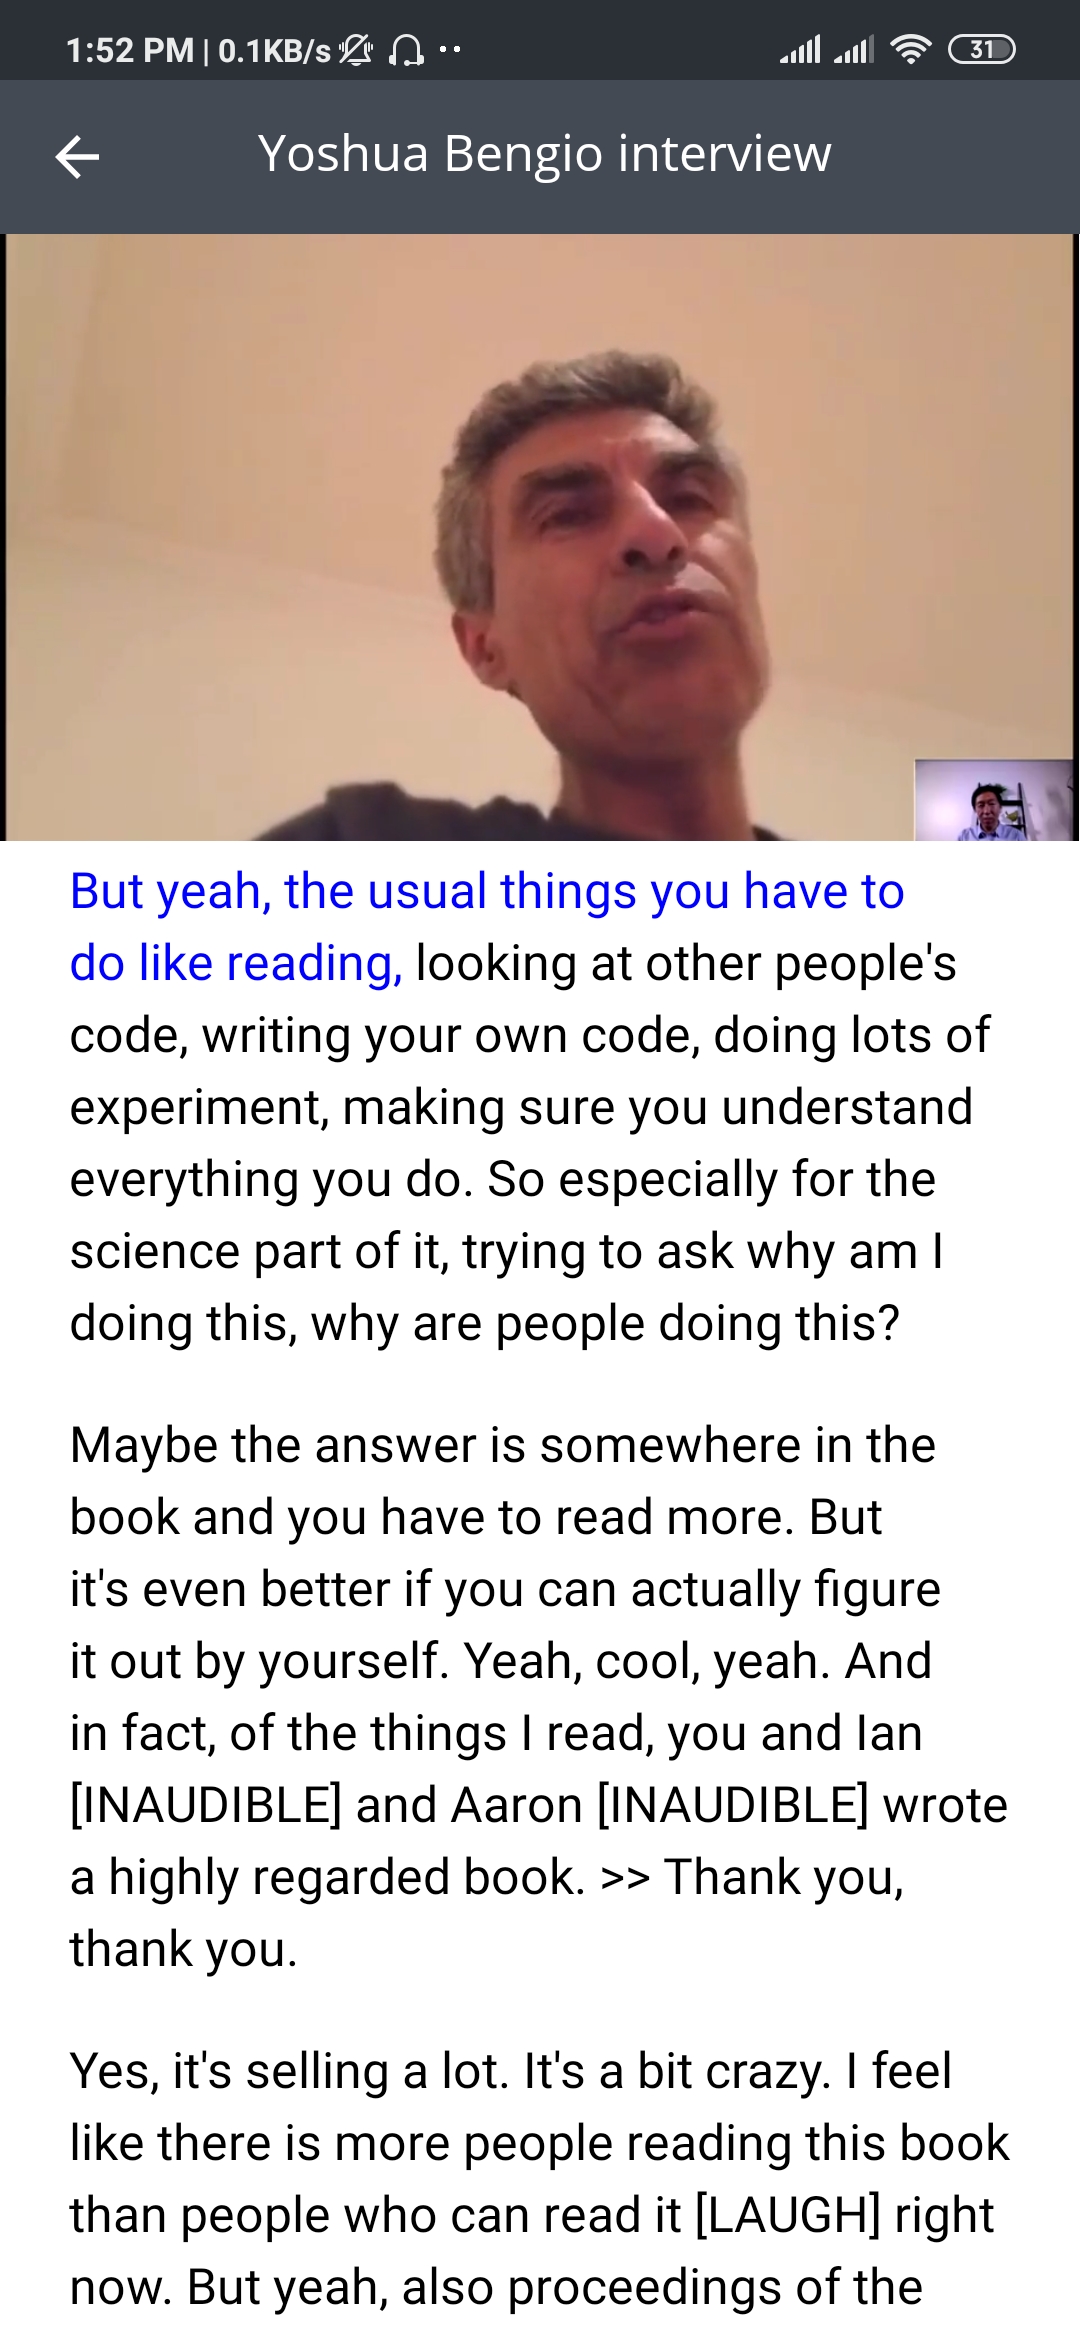 1:52 PM | 0.1KB/s
31
Yoshua Bengio interview
But yeah, the usual things you have to
do like reading, looking at other people's
code, writing your own code, doing lots of
experiment, making sure you understand
everything you do. So especially for the
science part of it, trying to ask why am I
doing this, why are people doing this?
Maybe the answer is somewhere in the
book and you have to read more. But
it's even better if you can actually figure
it out by yourself. Yeah, cool, yeah. And
in fact, of the things I read, you and Ian
[INAUDIBLE] and Aaron [INAUDIBLE] wrote
a highly regarded book. >> Thank you,
thank you.
Yes, it's selling a lot. It's a bit crazy. I feel
like there is more people reading this book
than people who can read it [LAUGH] right
now. But yeah, also proceedings of the